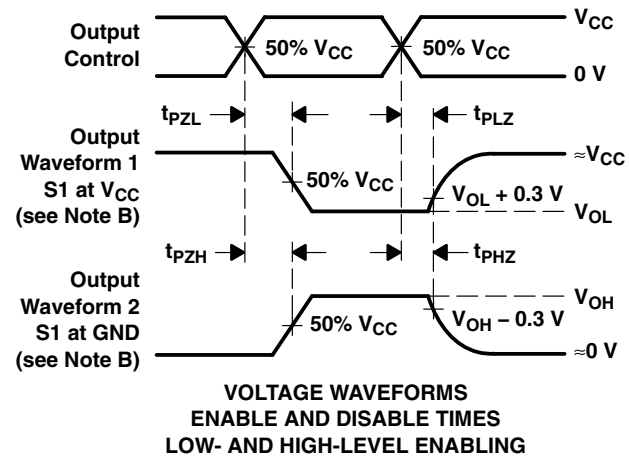 Output
Control
50% VCC
50% VCC
VCC
0 V
tPZL
tPLZ
Output
Waveform 1
S1 at VCC
(see Note B)
50% VCC
≈VCC
VOL + 0.3 V
VOL
tPZH
tPHZ
Output
Waveform 2
S1 at GND
(see Note B)
50% VCC
VOH
VOH − 0.3 V
≈0 V
VOLTAGE WAVEFORMS
ENABLE AND DISABLE TIMES
LOW- AND HIGH-LEVEL ENABLING